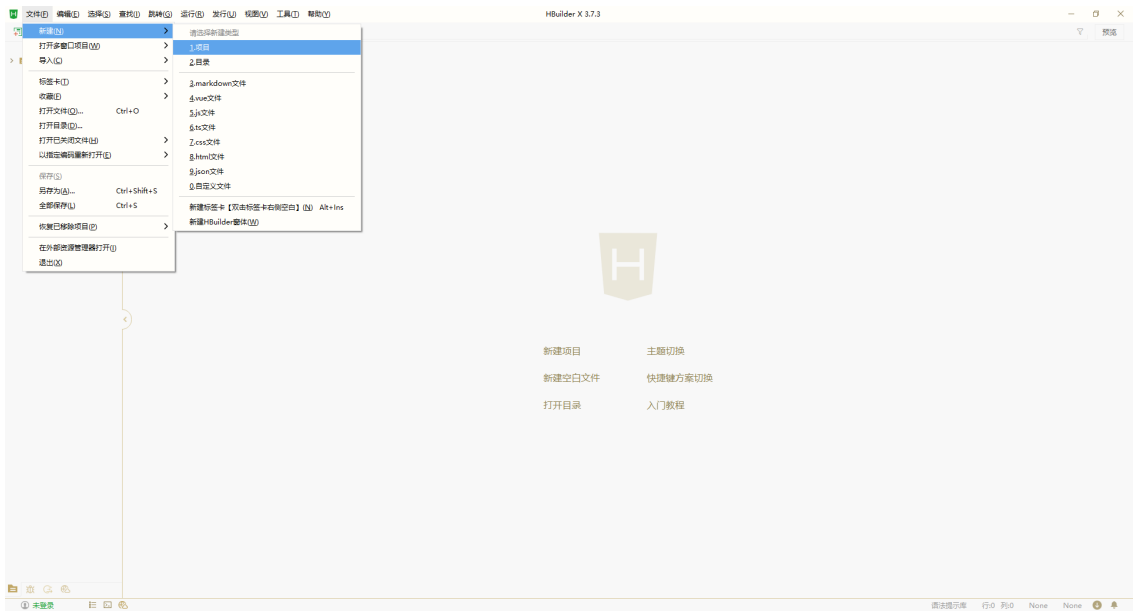 文件(F) 编辑(E) 选择(S) 查找(I) 跳转(G) 运行(R) 发行(U) 视图(V) 工具(T) 帮助(Y) HBuilder X 3.7.3
预览
新建(N)
打开多窗口项目(W)
导入(C)
标签卡(T)
收藏(F)
打开文件(O)... Ctrl+O
打开目录(D)...
打开已关闭文件(H)
以指定编码重新打开(E)
保存(S)
另存为(A)... Ctrl+Shift+S
全部保存(L) Ctrl+S
恢复已移除项目(P)
在外部资源管理器打开(I)
退出(X)
请选择新建类型
1.项目
2.目录
3.markdown文件
4.vue文件
5.js文件
6.ts文件
7.css文件
8.html文件
9.json文件
0.自定义文件
新建标签卡【双击标签卡右侧空白】(N) Alt+Ins
新建HBuilder窗体(W)
H
新建项目 主题切换
新建空白文件 快捷键方案切换
打开目录 入门教程
未登录 语法提示库 行:0 列:0 None None